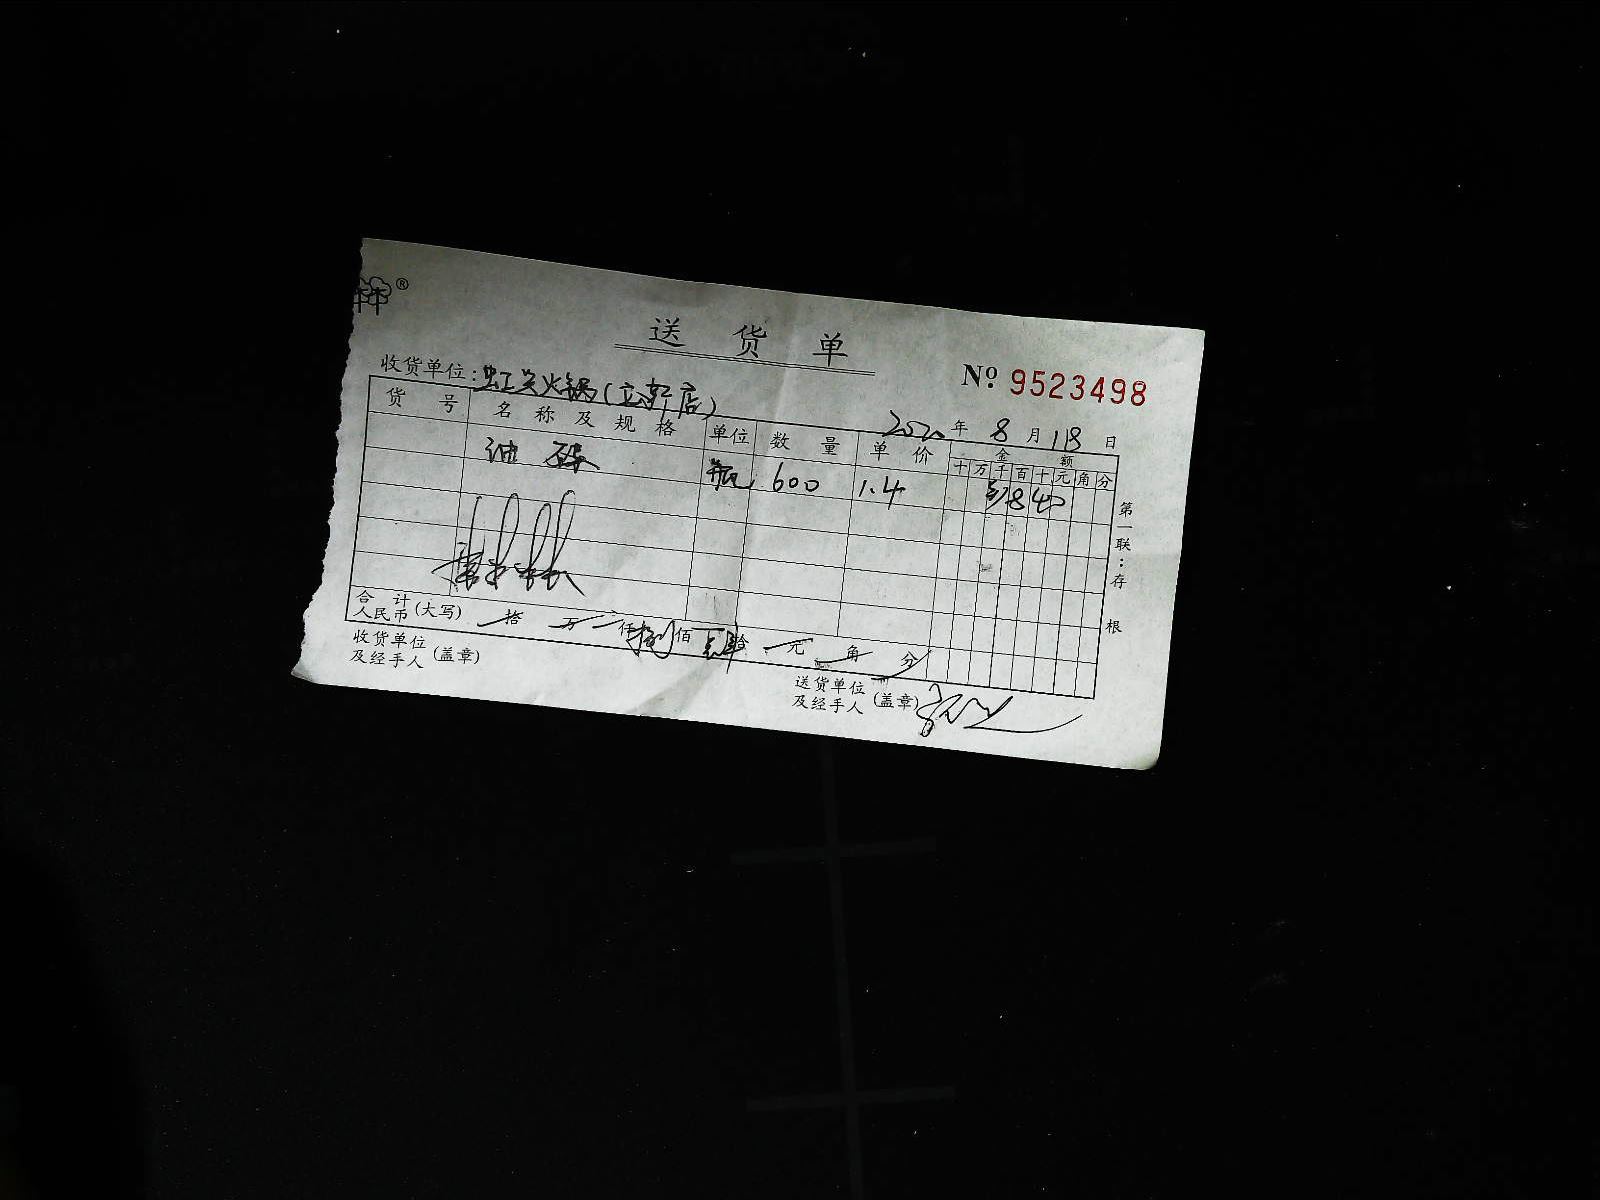 ®
送 货 单
№ 9523498
收货单位: 火锅(立轩店)
2020 年 8 月 18 日
货 号 名 称 及 规 格 单位 数 量 单 价 金 额
十 万 千 百 十 元 角 分
油碟 瓶 600 1.4 840
合 计
人民币 (大写) 拾 万 仟 捌 佰 拾 元 角 分
收货单位
及经手人 (盖章)
送货单位
及经手人 (盖章)
第一联:存根